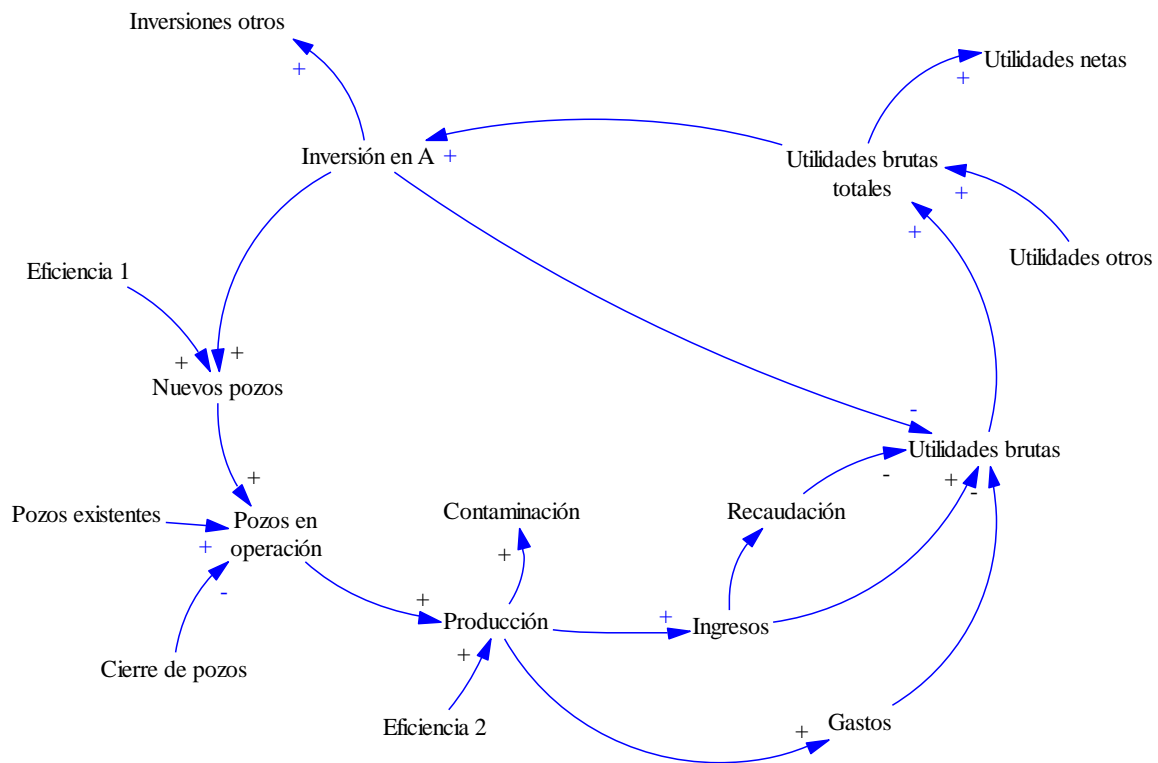 Inversiones otros
+
Utilidades netas
+
Inversión en A +
Utilidades brutas
totales
+
+
Utilidades otros
Eficiencia 1
+
+
Nuevos pozos
-
Utilidades brutas
+
-
+
-
Pozos existentes
+
-
Pozos en
operación
Contaminación
+
Recaudación
+
Producción
+
Ingresos
+
Cierre de pozos
Eficiencia 2
+
Gastos